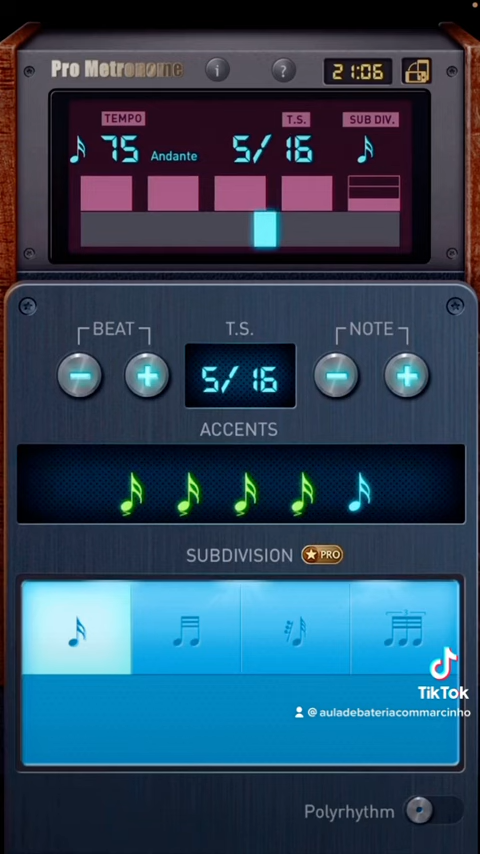 Pro Metronome i ? 21:06
TEMPO T.S. SUB DIV.
75 Andante 5/16
BEAT T.S. NOTE
- + 5/16 - +
ACCENTS
SUBDIVISION PRO
3
TikTok
@auladebateriacommarcinho
Polyrhythm